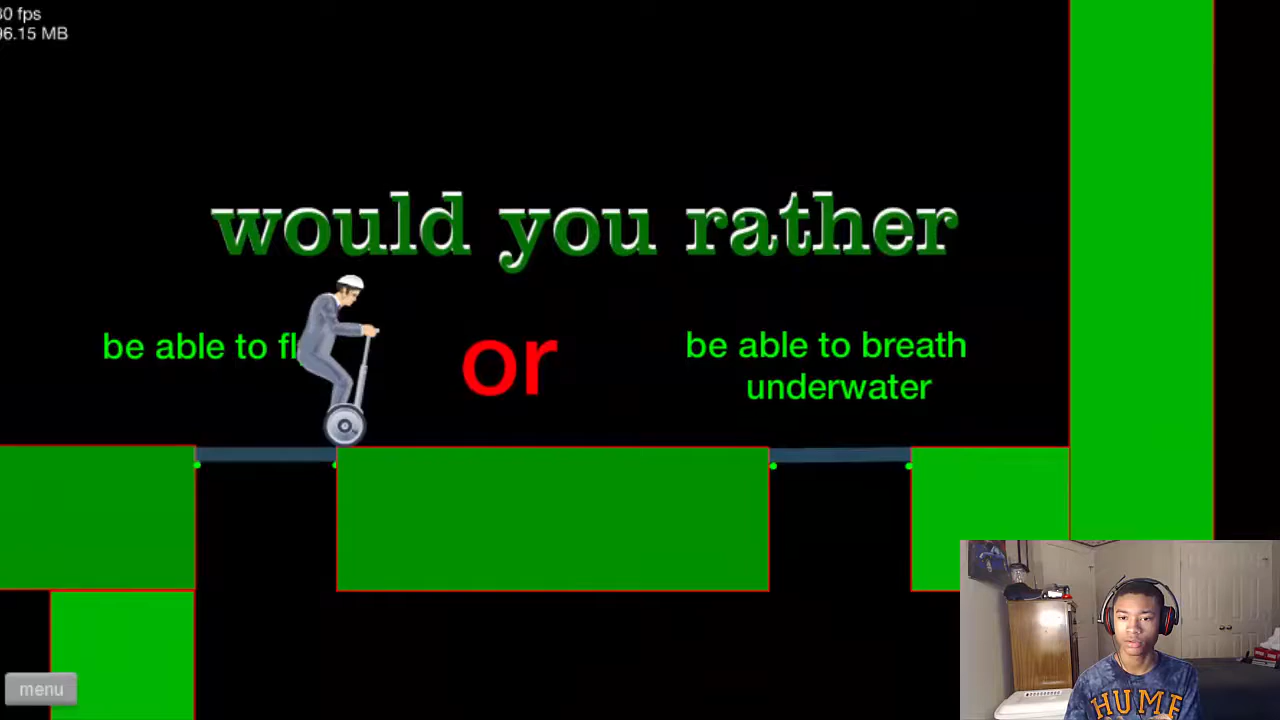 30 fps
96.15 MB
would you rather
be able to fl
or
be able to breath
underwater
menu
HUME